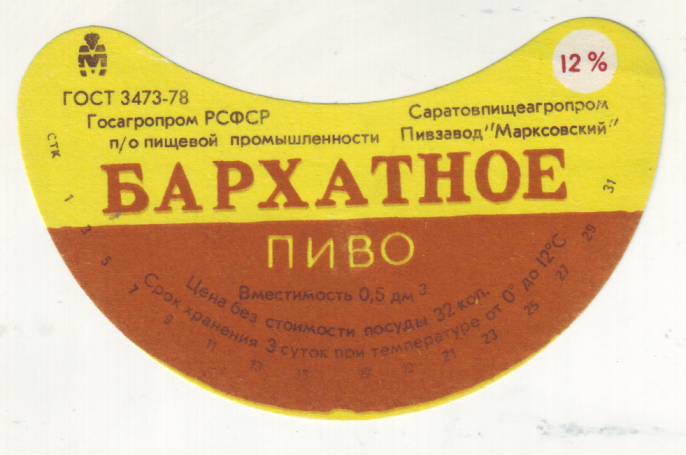 М
12 %
ГОСТ 3473-78
Госагропром РСФСР
п/о пищевой промышленности
Саратовпищеагропром
Пивзавод "Марксовский"
БАРХАТНОЕ
ПИВО
Вместимость 0,5 дм³
Цена без стоимости посуды 32 коп.
Срок хранения 3 суток при температуре от 0° до 12°С
СТК
1 3 5 7 9 11 13 19 21 23 25 27 29 31